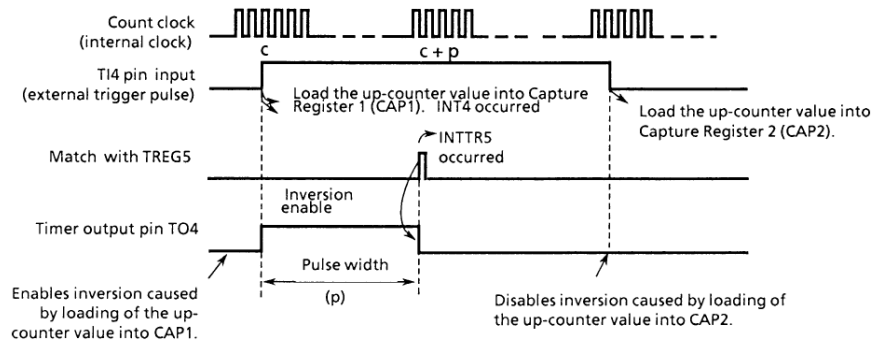 Count clock
(internal clock)
c
c + p
TI4 pin input
(external trigger pulse)
Load the up-counter value into Capture
Register 1 (CAP1). INT4 occurred
Load the up-counter value into
Capture Register 2 (CAP2).
INTTR5
occurred
Match with TREG5
Inversion
enable
Timer output pin TO4
Pulse width
(p)
Enables inversion caused
by loading of the up-
counter value into CAP1.
Disables inversion caused by loading of
the up-counter value into CAP2.